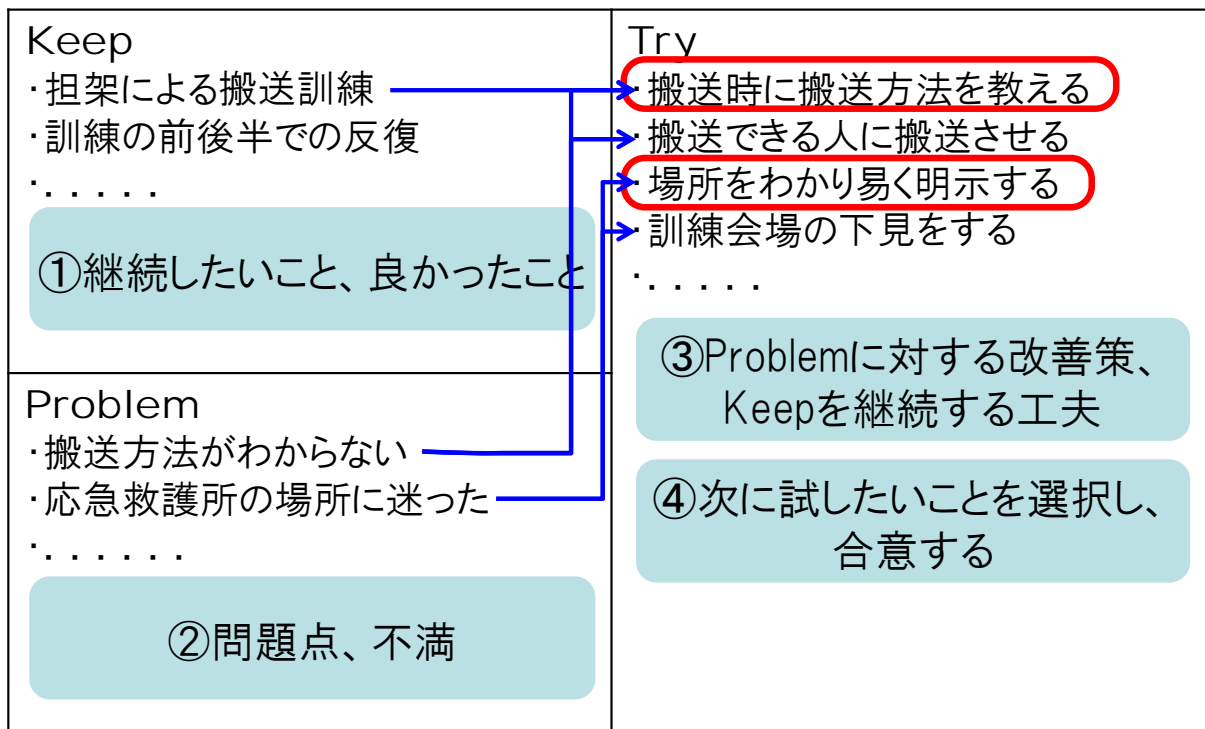 Keep
・担架による搬送訓練
・訓練の前後半での反復
・．．．．．
①継続したいこと、良かったこと
Problem
・搬送方法がわからない
・応急救護所の場所に迷った
・．．．．．．
②問題点、不満
Try
・搬送時に搬送方法を教える
・搬送できる人に搬送させる
・場所をわかり易く明示する
・訓練会場の下見をする
・．．．．．
③Problemに対する改善策、
Keepを継続する工夫
④次に試したいことを選択し、
合意する